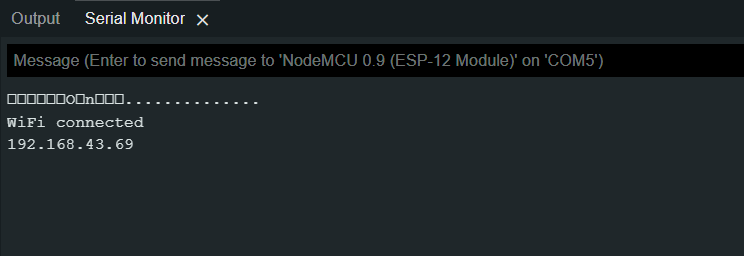 Output
Serial Monitor
Message (Enter to send message to 'NodeMCU 0.9 (ESP-12 Module)' on 'COM5')
□□□□□□O□n□□□..............
WiFi connected
192.168.43.69